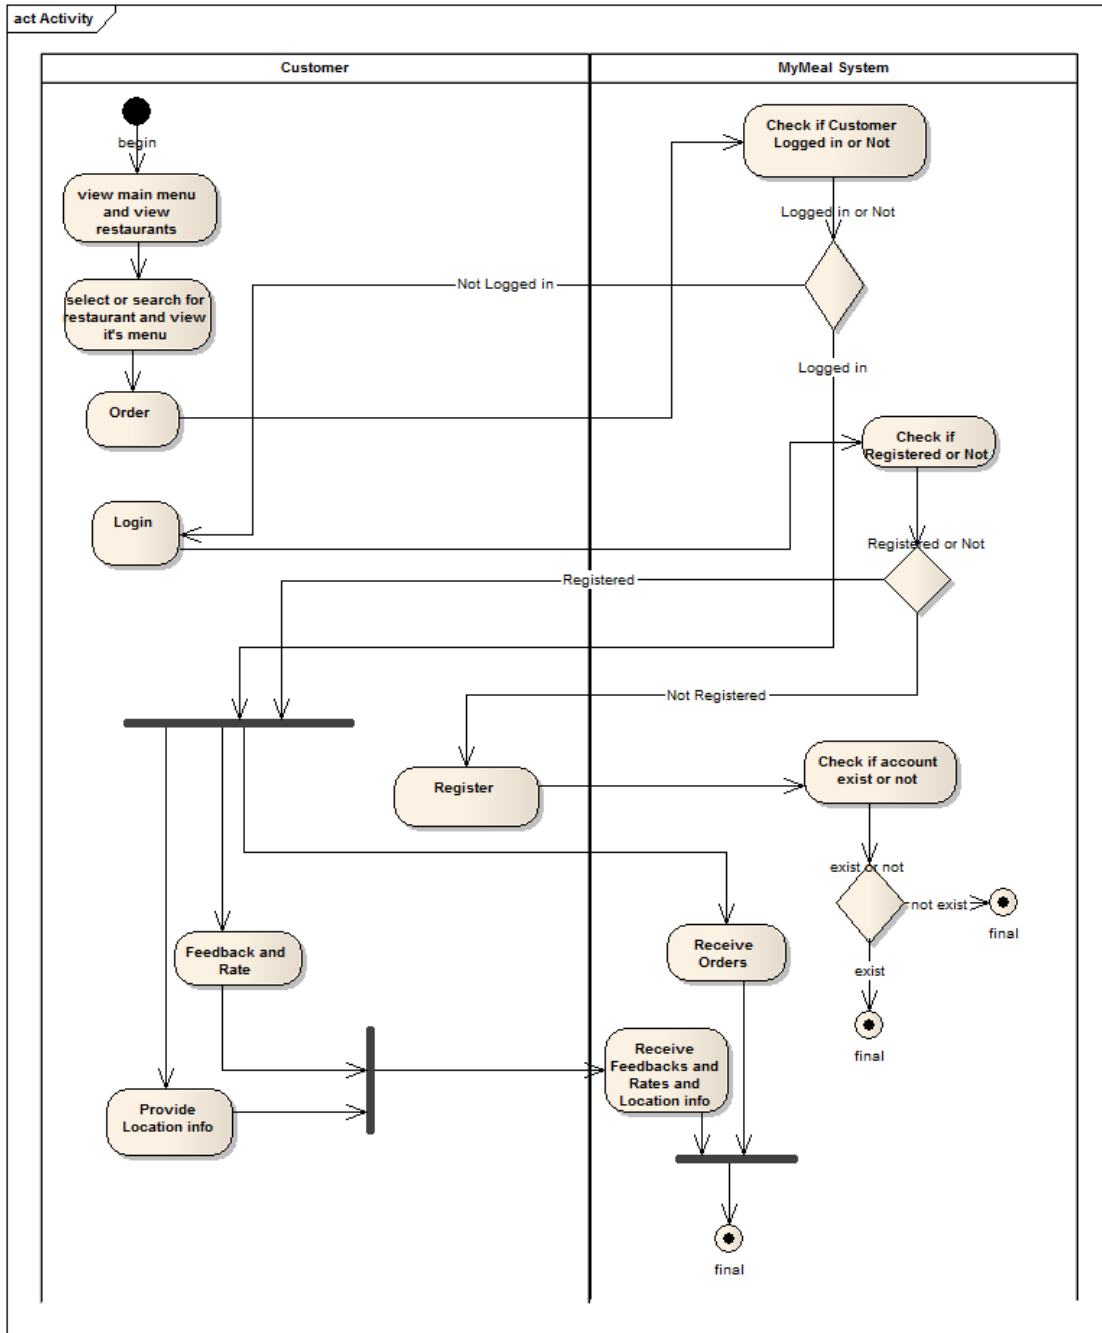 act Activity
Customer
MyMeal System
begin
view main menu
and view
restaurants
select or search for
restaurant and view
it's menu
Order
Login
Check if Customer
Logged in or Not
Logged in or Not
Not Logged in
Logged in
Check if
Registered or Not
Registered or Not
Registered
Not Registered
Register
Check if account
exist or not
exist or not
not exist
final
exist
final
Feedback and
Rate
Receive
Orders
Provide
Location info
Receive
Feedbacks and
Rates and
Location info
final